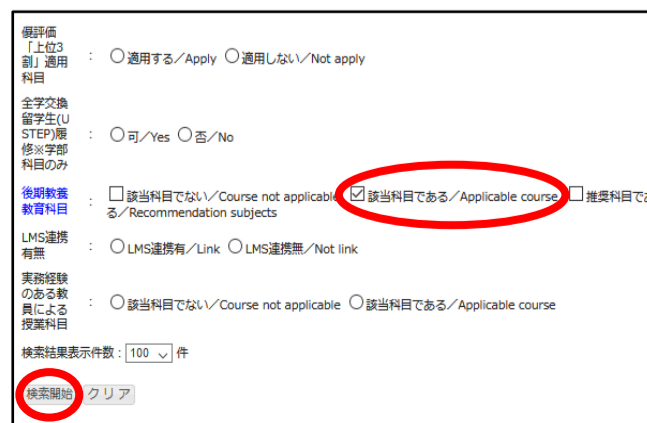 優評価
「上位3
割」適用
科目
： ○適用する／Apply ○適用しない／Not apply
全学交換
留学生(U
STEP)履
修※学部
科目のみ
： ○可／Yes ○否／No
後期教養
教育科目
： □該当科目でない／Course not applicable ☑該当科目である／Applicable course □推奨科目であ
る／Recommendation subjects
LMS連携
有無
： ○LMS連携有／Link ○LMS連携無／Not link
実務経験
のある教
員による
授業科目
： ○該当科目でない／Course not applicable ○該当科目である／Applicable course
検索結果表示件数：100 件
検索開始 クリア